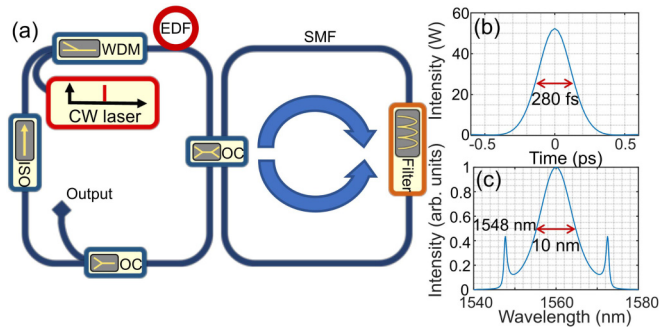 (a)
EDF
WDM
SMF
CW laser
ISO
OC
Filter
Output
OC
(b)
Intensity (W)
60
40
20
0
280 fs
-0.5
0
0.5
Time (ps)
(c)
Intensity (arb. units)
1
0.8
0.6
0.4
0.2
0
1548 nm
10 nm
1540
1560
1580
Wavelength (nm)